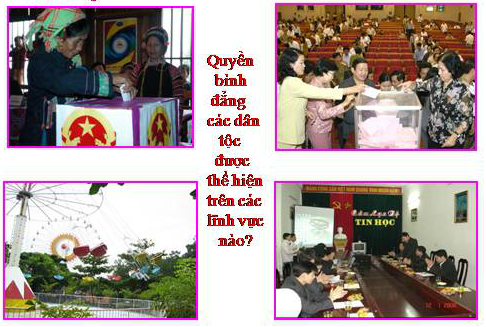 Quyền
bình
đẳng
các dân
tộc
được
thể hiện
trên các
lĩnh vực
nào?
TIN HỌC